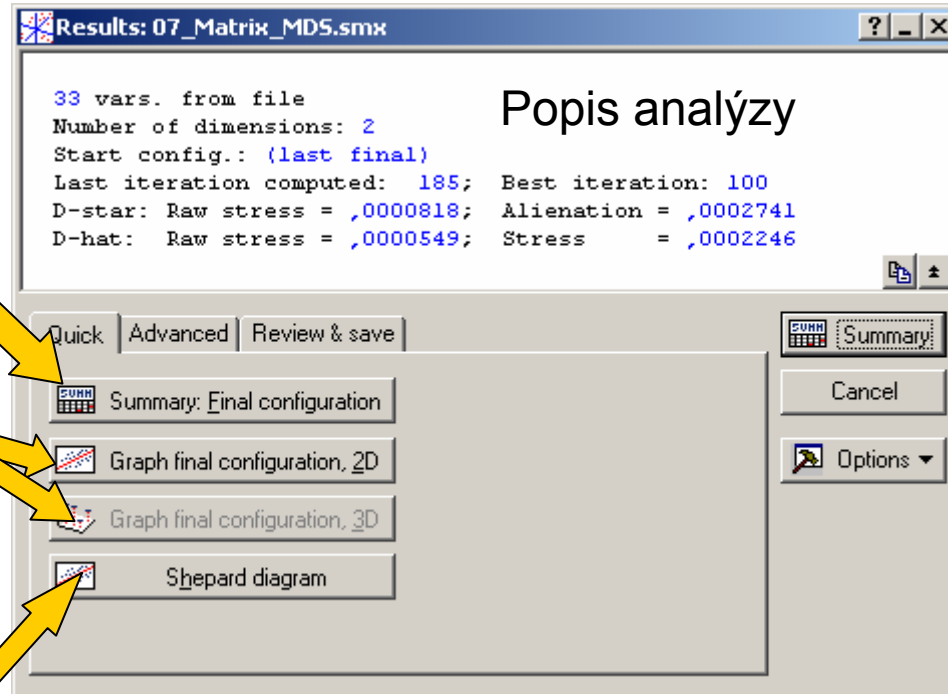 Results: 07_Matrix_MDS.smx
33 vars. from file
Popis analýzy
Number of dimensions: 2
Start config.: (last final)
Last iteration computed: 185; Best iteration: 100
D-star: Raw stress = ,0000818; Alienation = ,0002741
D-hat: Raw stress = ,0000549; Stress = ,0002246
Quick Advanced Review & save
SUMM Summary
SUMM Summary: Final configuration
Cancel
Graph final configuration, 2D
Options
Graph final configuration, 3D
Shepard diagram